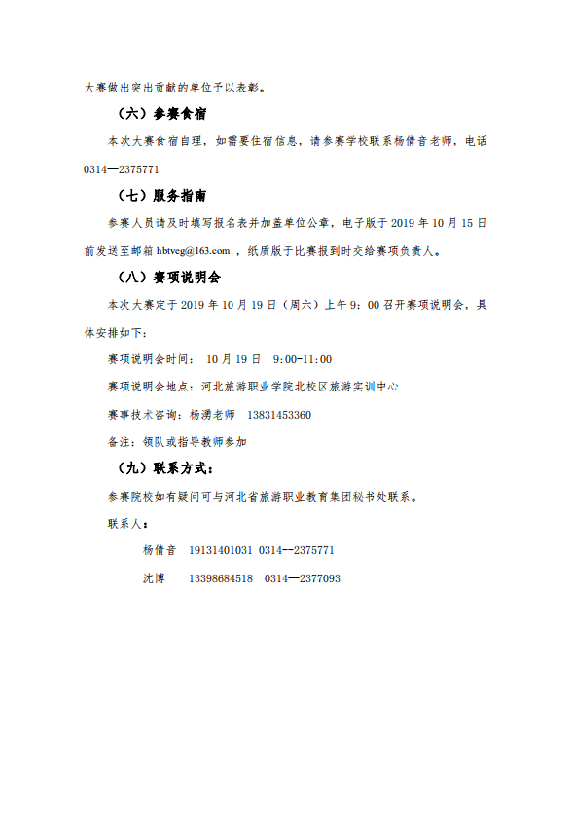 大赛做出突出贡献的单位予以表彰。
（六）参赛食宿
本次大赛食宿自理，如需要住宿信息，请参赛学校联系杨倩音老师，电话
0314—2375771
（七）服务指南
参赛人员请及时填写报名表并加盖单位公章，电子版于 2019 年 10 月 15 日
前发送至邮箱 hbtveg@163.com ，纸质版于比赛报到时交给赛项负责人。
（八）赛项说明会
本次大赛定于 2019 年 10 月 19 日（周六）上午 9：00 召开赛项说明会，具
体安排如下：
赛项说明会时间： 10 月 19 日 9:00-11:00
赛项说明会地点：河北旅游职业学院北校区旅游实训中心
赛事技术咨询：杨湧老师 13831453360
备注：领队或指导教师参加
（九）联系方式：
参赛院校如有疑问可与河北省旅游职业教育集团秘书处联系。
联系人：
杨倩音 19131401031 0314--2375771
沈博 13398684518 0314—2377093